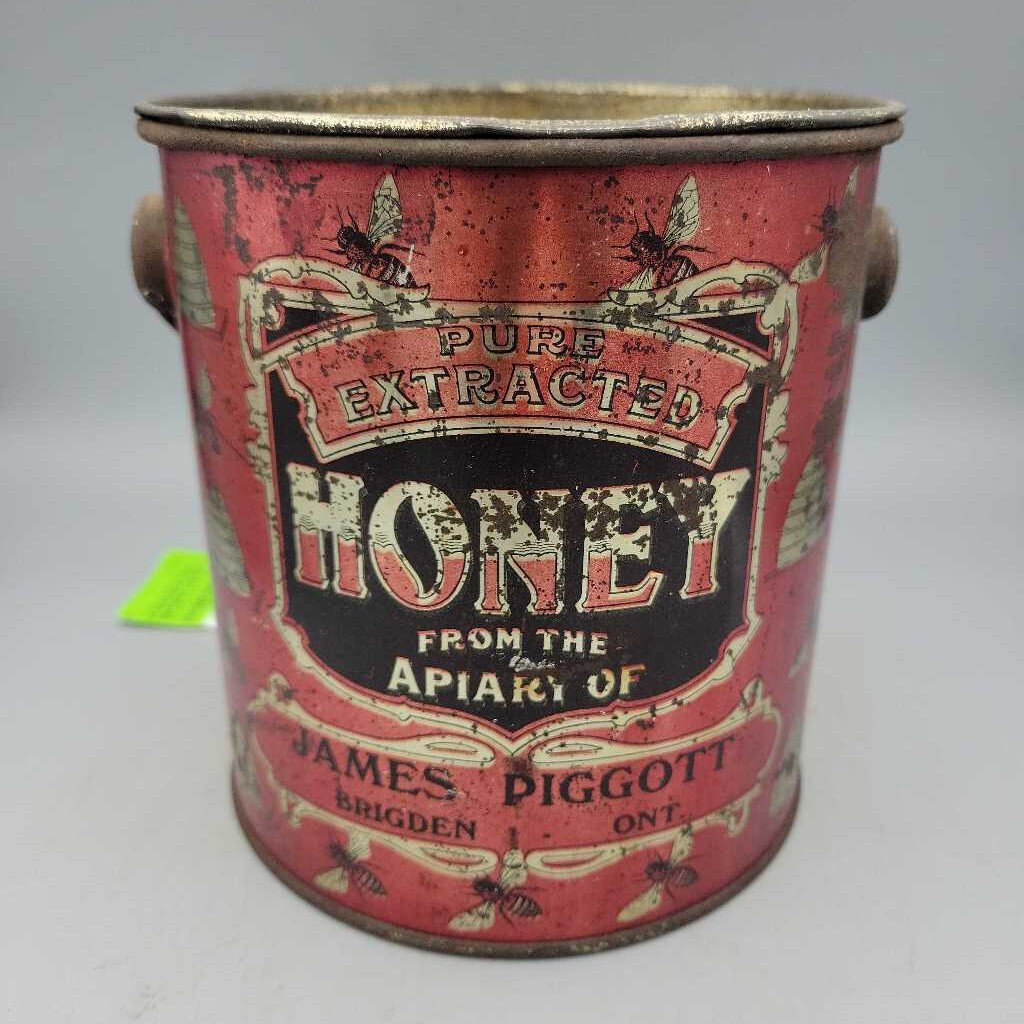 PURE
EXTRACTED
HONEY
FROM THE
APIARY OF
JAMES PIGGOTT
BRIGDEN - ONT.